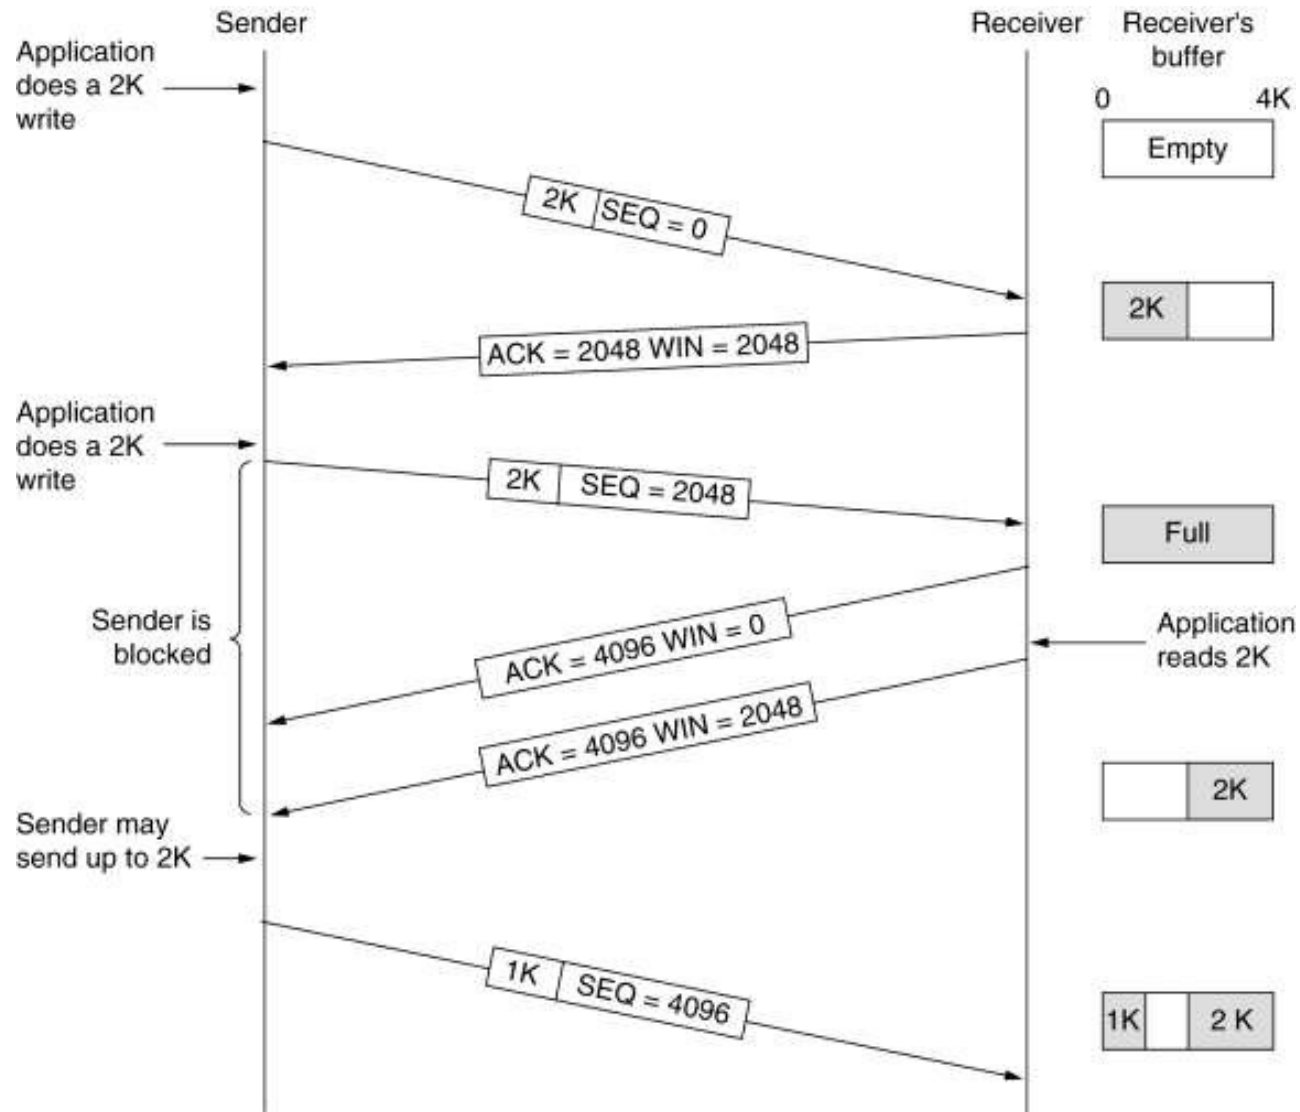 Sender
Receiver
Receiver's
buffer
Application
does a 2K
write
0
4K
Empty
2K
SEQ = 0
2K
ACK = 2048 WIN = 2048
Application
does a 2K
write
2K
SEQ = 2048
Full
Sender is
blocked
ACK = 4096 WIN = 0
Application
reads 2K
ACK = 4096 WIN = 2048
2K
Sender may
send up to 2K
1K
SEQ = 4096
1K
2 K